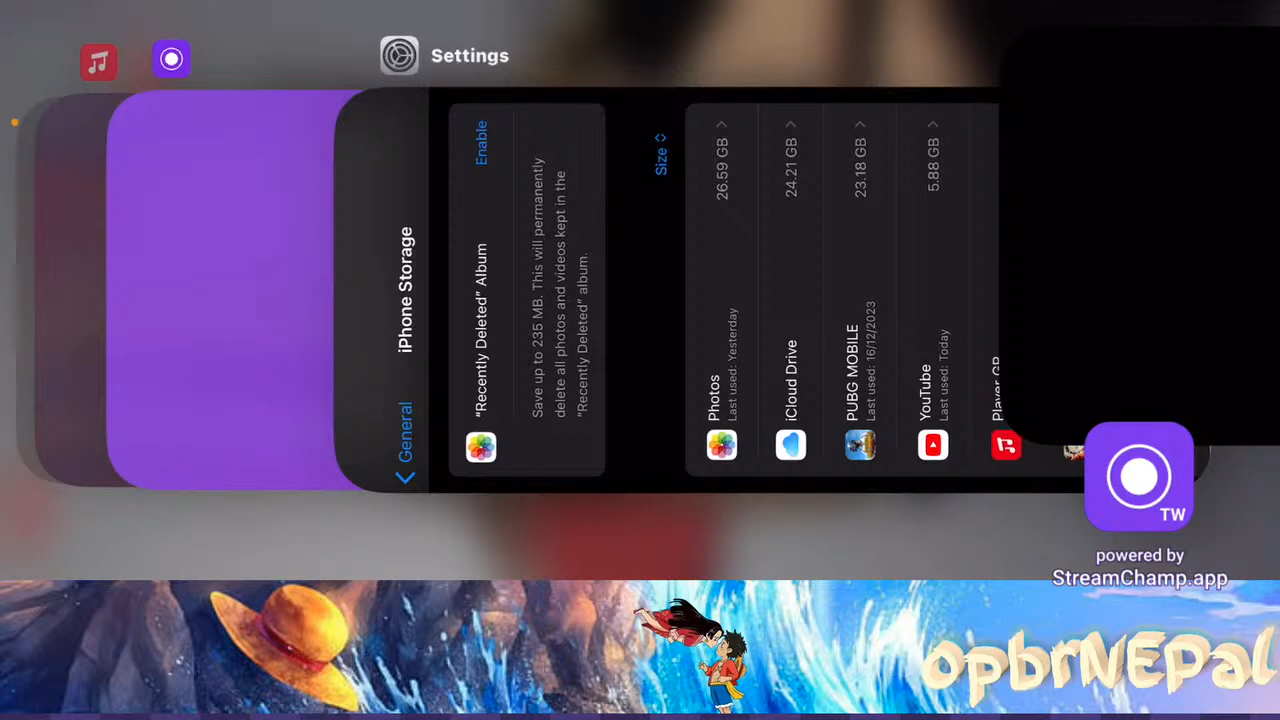 Settings
General
iPhone Storage
"Recently Deleted" Album
Enable
Save up to 235 MB. This will permanently
delete all photos and videos kept in the
"Recently Deleted" album.
Size
Photos
Last used: Yesterday
26.59 GB
iCloud Drive
24.21 GB
PUBG MOBILE
Last used: 16/12/2023
23.18 GB
YouTube
Last used: Today
5.88 GB
TW
powered by
StreamChamp.app
opbrNEPal